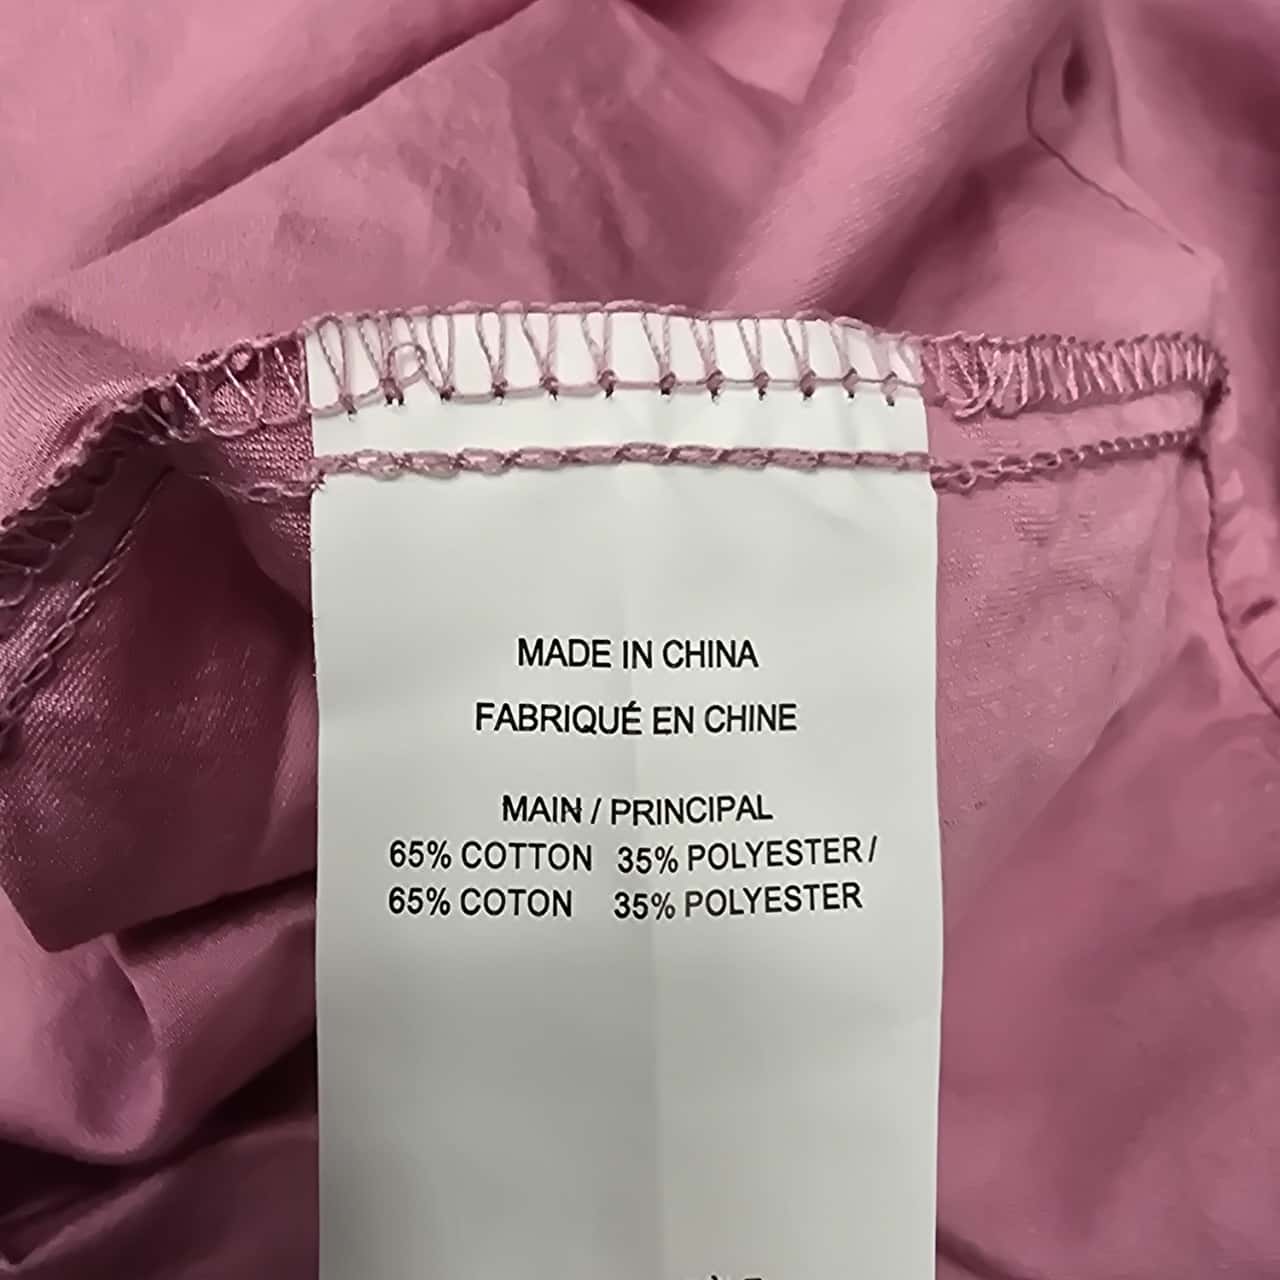 MADE IN CHINA
FABRIQUÉ EN CHINE
MAIN / PRINCIPAL
65% COTTON 35% POLYESTER /
65% COTON 35% POLYESTER